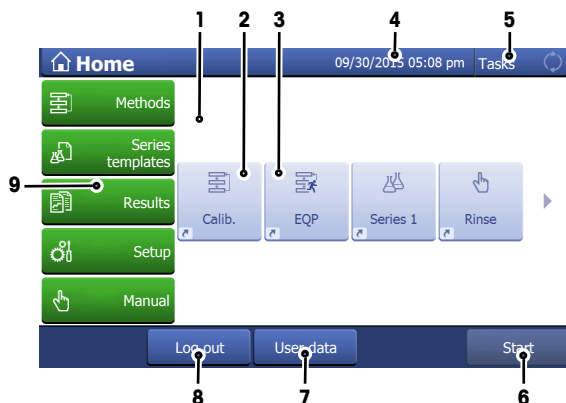 1 2 3 4 5
Home 09/30/2015 05:08 pm Tasks
Methods
Series
templates
9
Results
Setup
Manual
Calib. EQP Series 1 Rinse
Log out User data Start
8 7 6